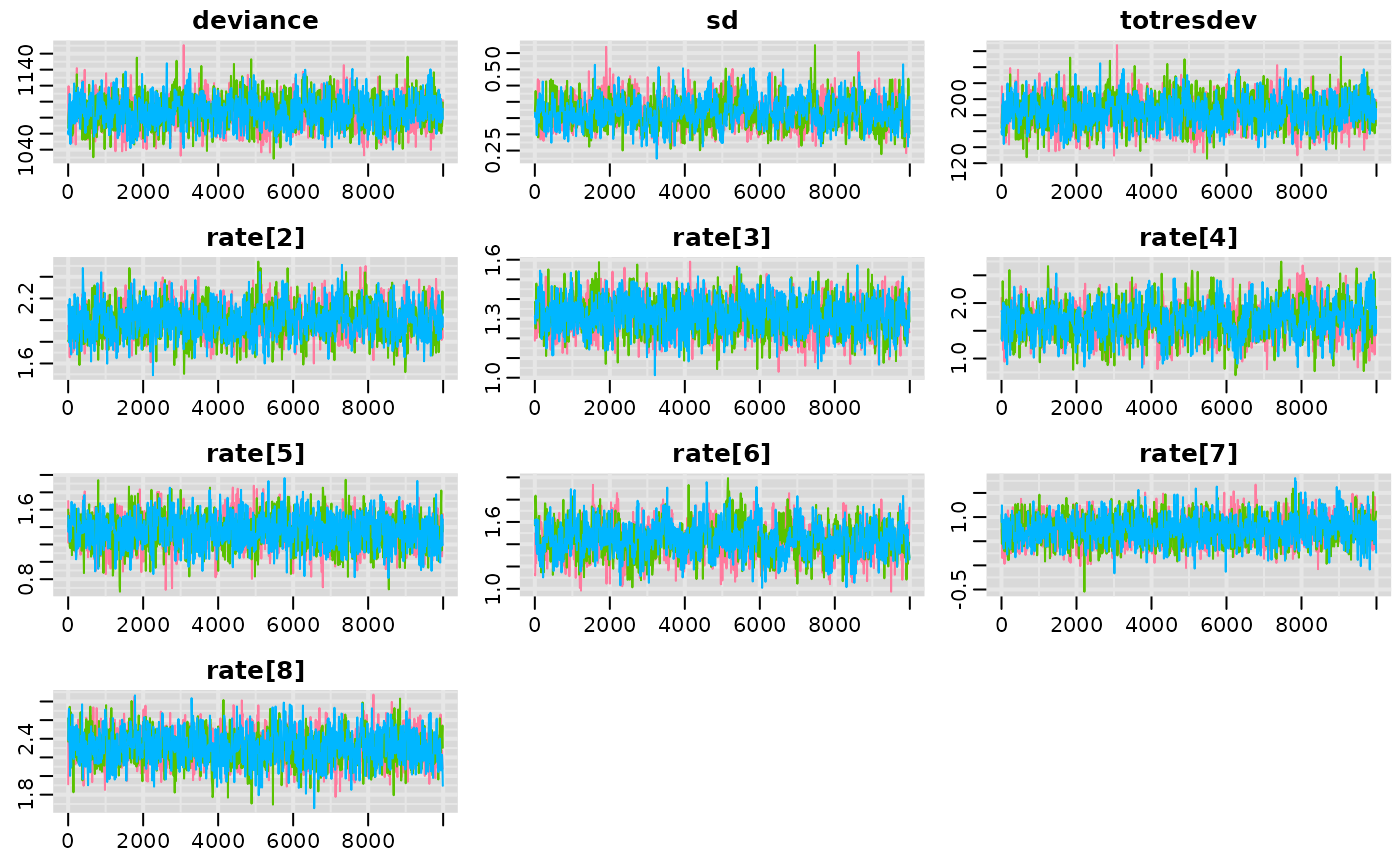 deviance sd totresdev
1140 0.50 200
1040 0.25 120
0 2000 4000 6000 8000 0 2000 4000 6000 8000 0 2000 4000 6000 8000
rate[2] rate[3] rate[4]
2.2 1.6 2.0
1.6 1.3 1.0
1.0
0 2000 4000 6000 8000 0 2000 4000 6000 8000 0 2000 4000 6000 8000
rate[5] rate[6] rate[7]
1.6 1.6 1.0
0.8 1.0 -0.5
0 2000 4000 6000 8000 0 2000 4000 6000 8000 0 2000 4000 6000 8000
rate[8]
2.4
1.8
0 2000 4000 6000 8000